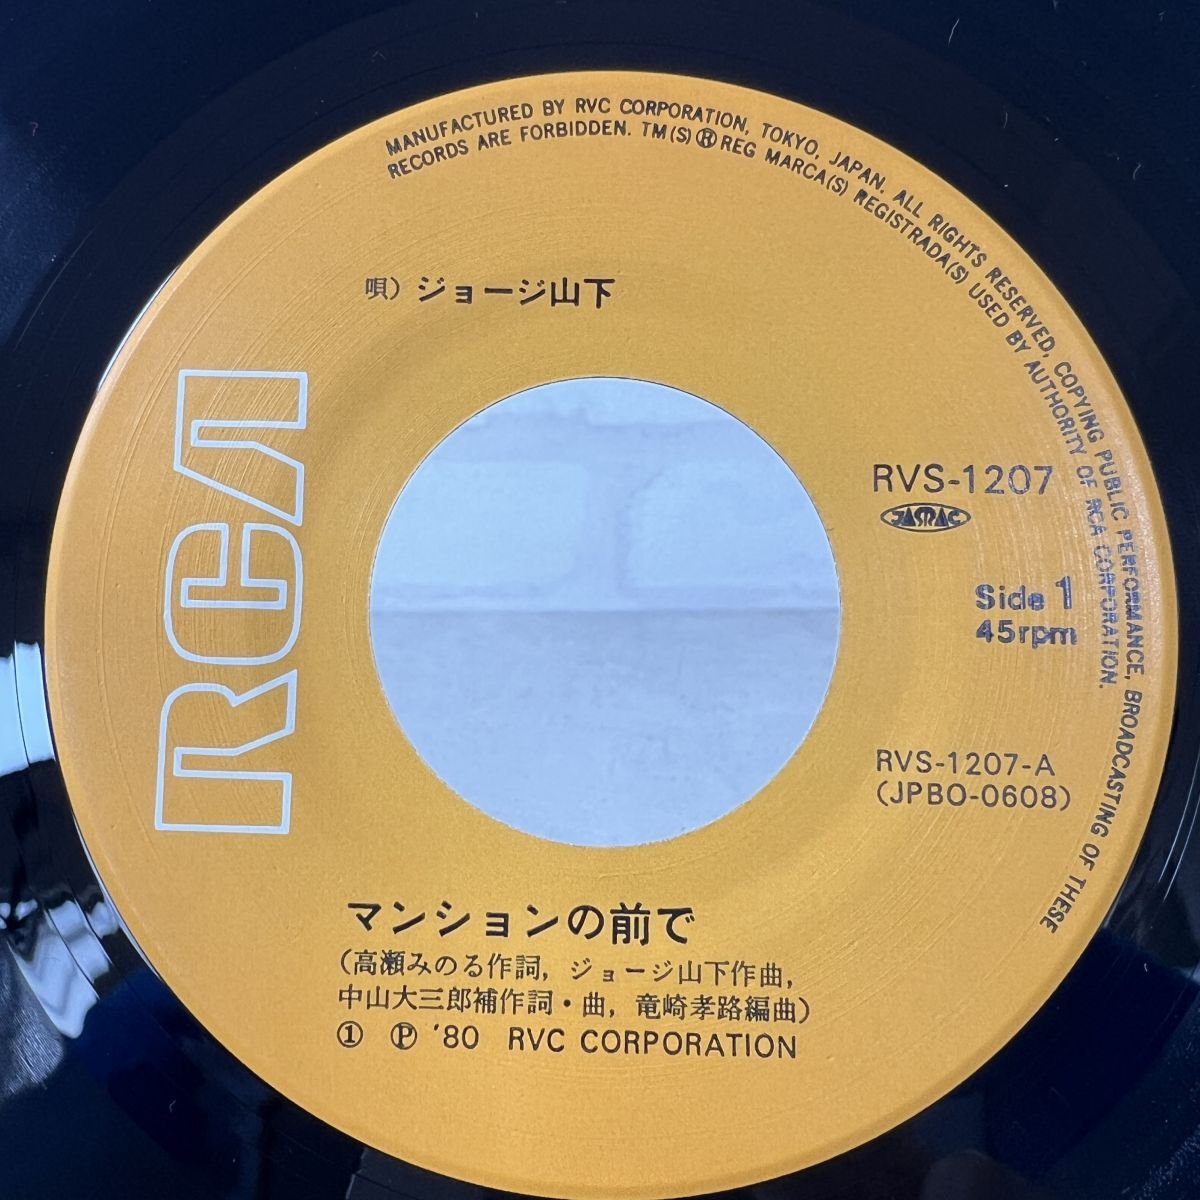 MANUFACTURED BY RVC CORPORATION, TOKYO, JAPAN. ALL RIGHTS RESERVED, COPYING PUBLIC PERFORMANCE, BROADCASTING OF THESE
RECORDS ARE FORBIDDEN. TM(S)® REG MARCA(S) REGISTRADA(S) USED BY AUTHORITY OF RCA CORPORATION.
唄) ジョージ山下
RCA
RVS-1207
JASRAC
Side 1
45rpm
RVS-1207-A
(JPBO-0608)
マンションの前で
(高瀬みのる作詞, ジョージ山下作曲,
中山大三郎補作詞・曲, 竜崎孝路編曲)
① ℗ '80 RVC CORPORATION